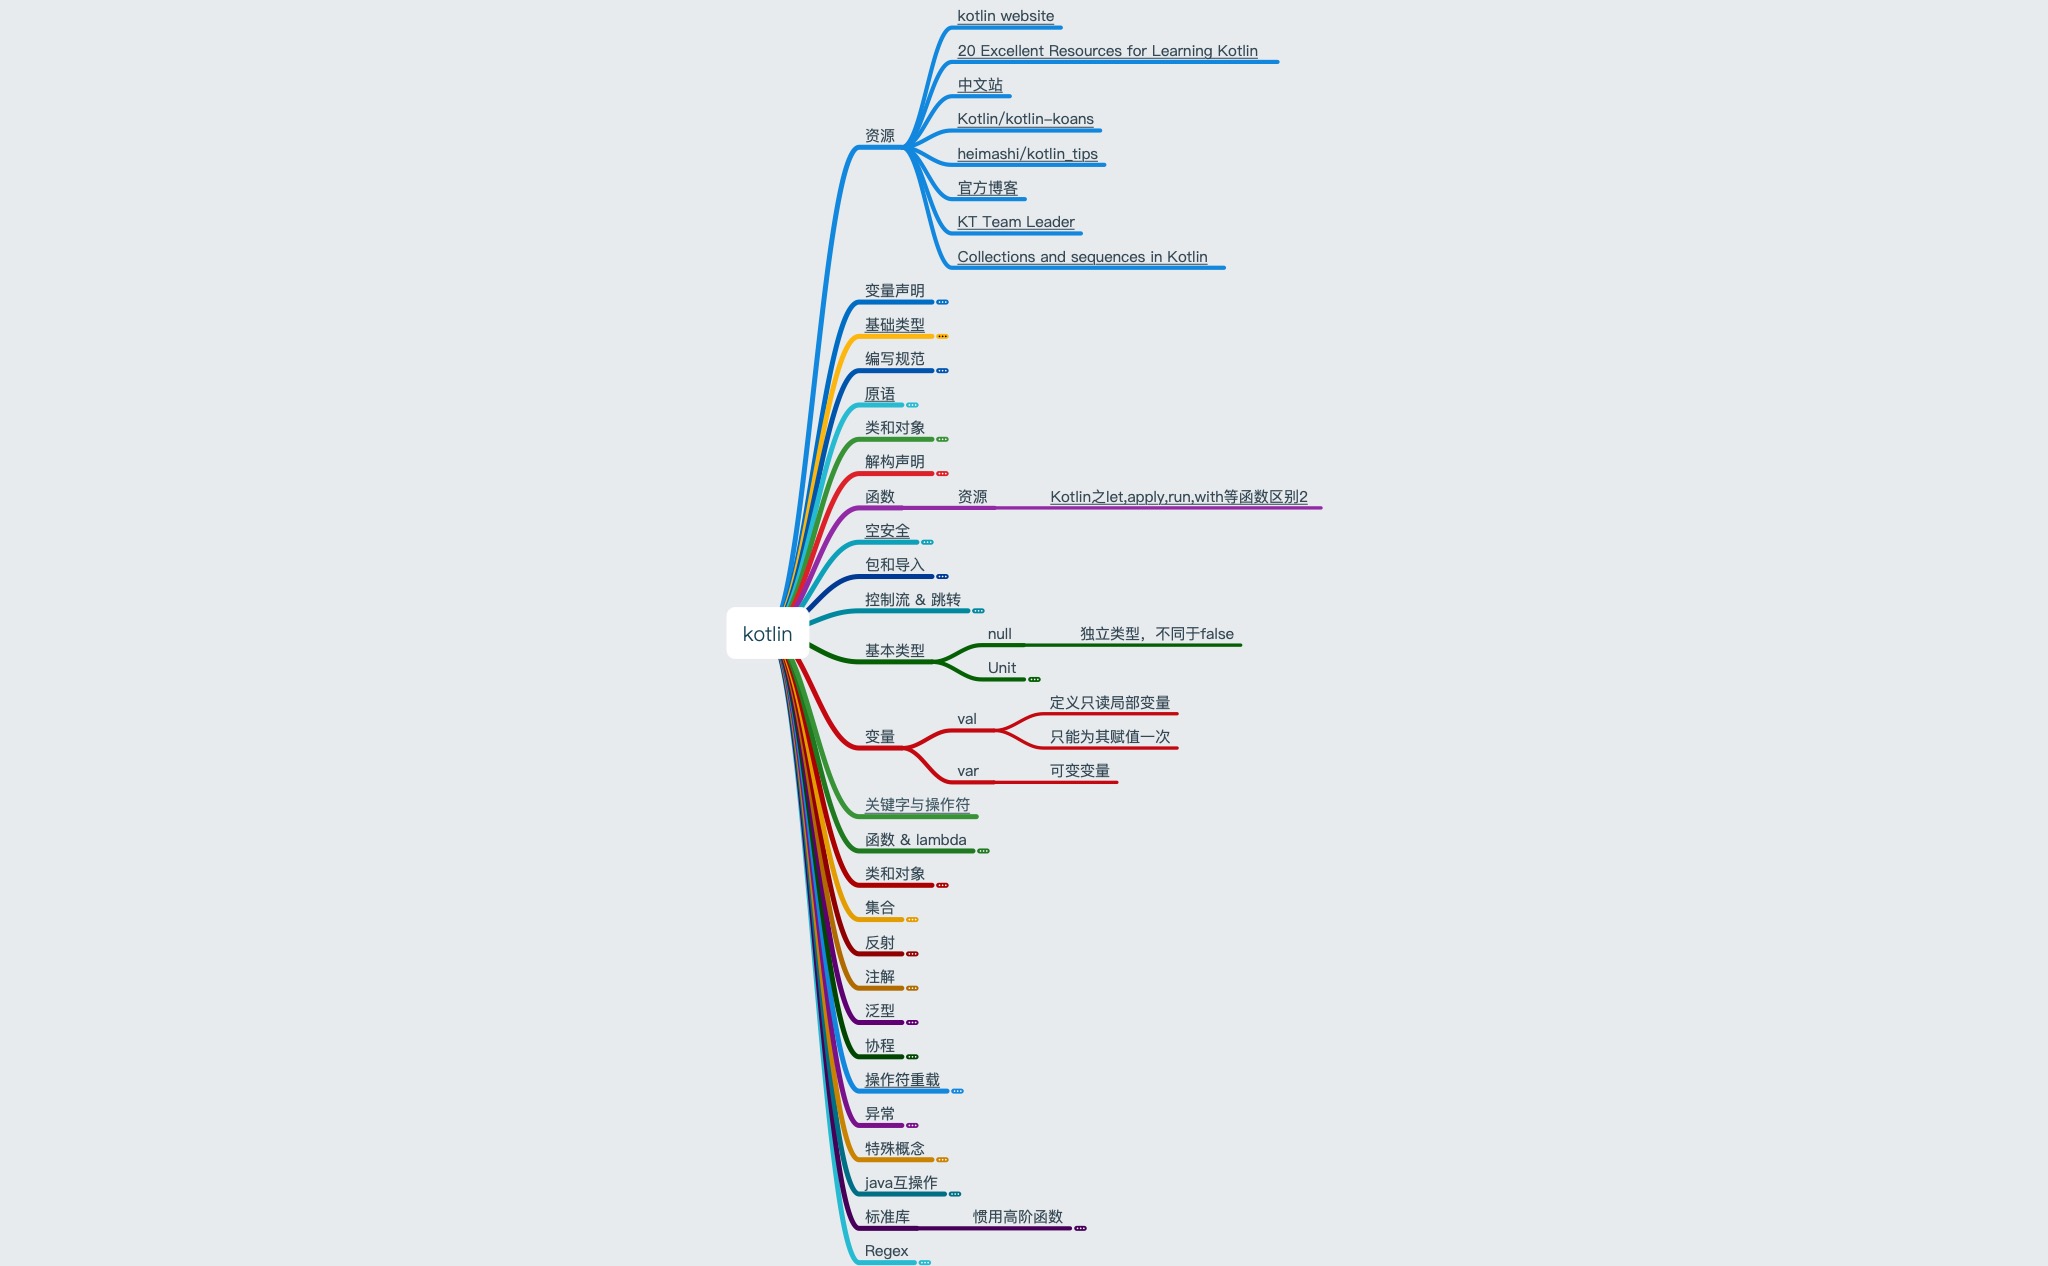 kotlin
资源
kotlin website
20 Excellent Resources for Learning Kotlin
中文站
Kotlin/kotlin-koans
heimashi/kotlin_tips
官方博客
KT Team Leader
Collections and sequences in Kotlin
变量声明
基础类型
编写规范
原语
类和对象
解构声明
函数
资源
Kotlin之let,apply,run,with等函数区别2
空安全
包和导入
控制流 & 跳转
基本类型
null
独立类型，不同于false
Unit
变量
val
定义只读局部变量
只能为其赋值一次
var
可变变量
关键字与操作符
函数 & lambda
类和对象
集合
反射
注解
泛型
协程
操作符重载
异常
特殊概念
java互操作
标准库
惯用高阶函数
Regex